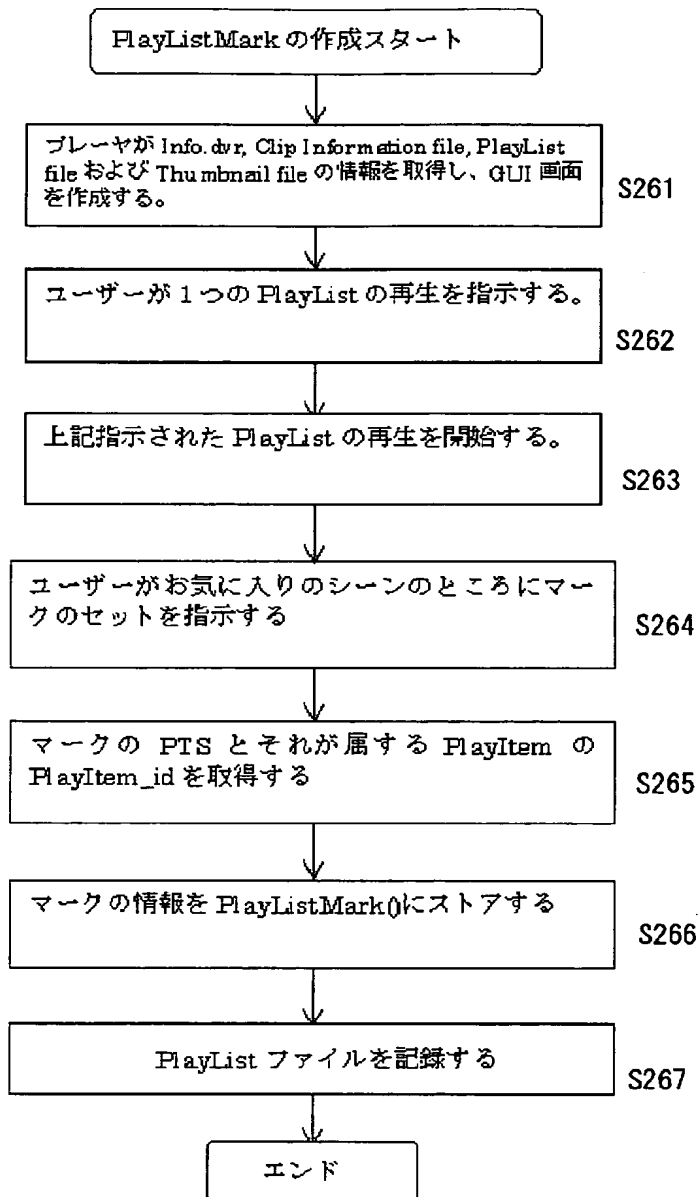 PlayListMark の作成スタート
プレーヤが Info.dvr, Clip Information file, PlayList
file および Thumbnail file の情報を取得し、GUI 画面
を作成する。
S261
ユーザーが 1 つの PlayList の再生を指示する。
S262
上記指示された PlayList の再生を開始する。
S263
ユーザーがお気に入りのシーンのところにマー
クのセットを指示する
S264
マークの PTS とそれが属する PlayItem の
PlayItem_id を取得する
S265
マークの情報を PlayListMark()にストアする
S266
PlayList ファイルを記録する
S267
エンド